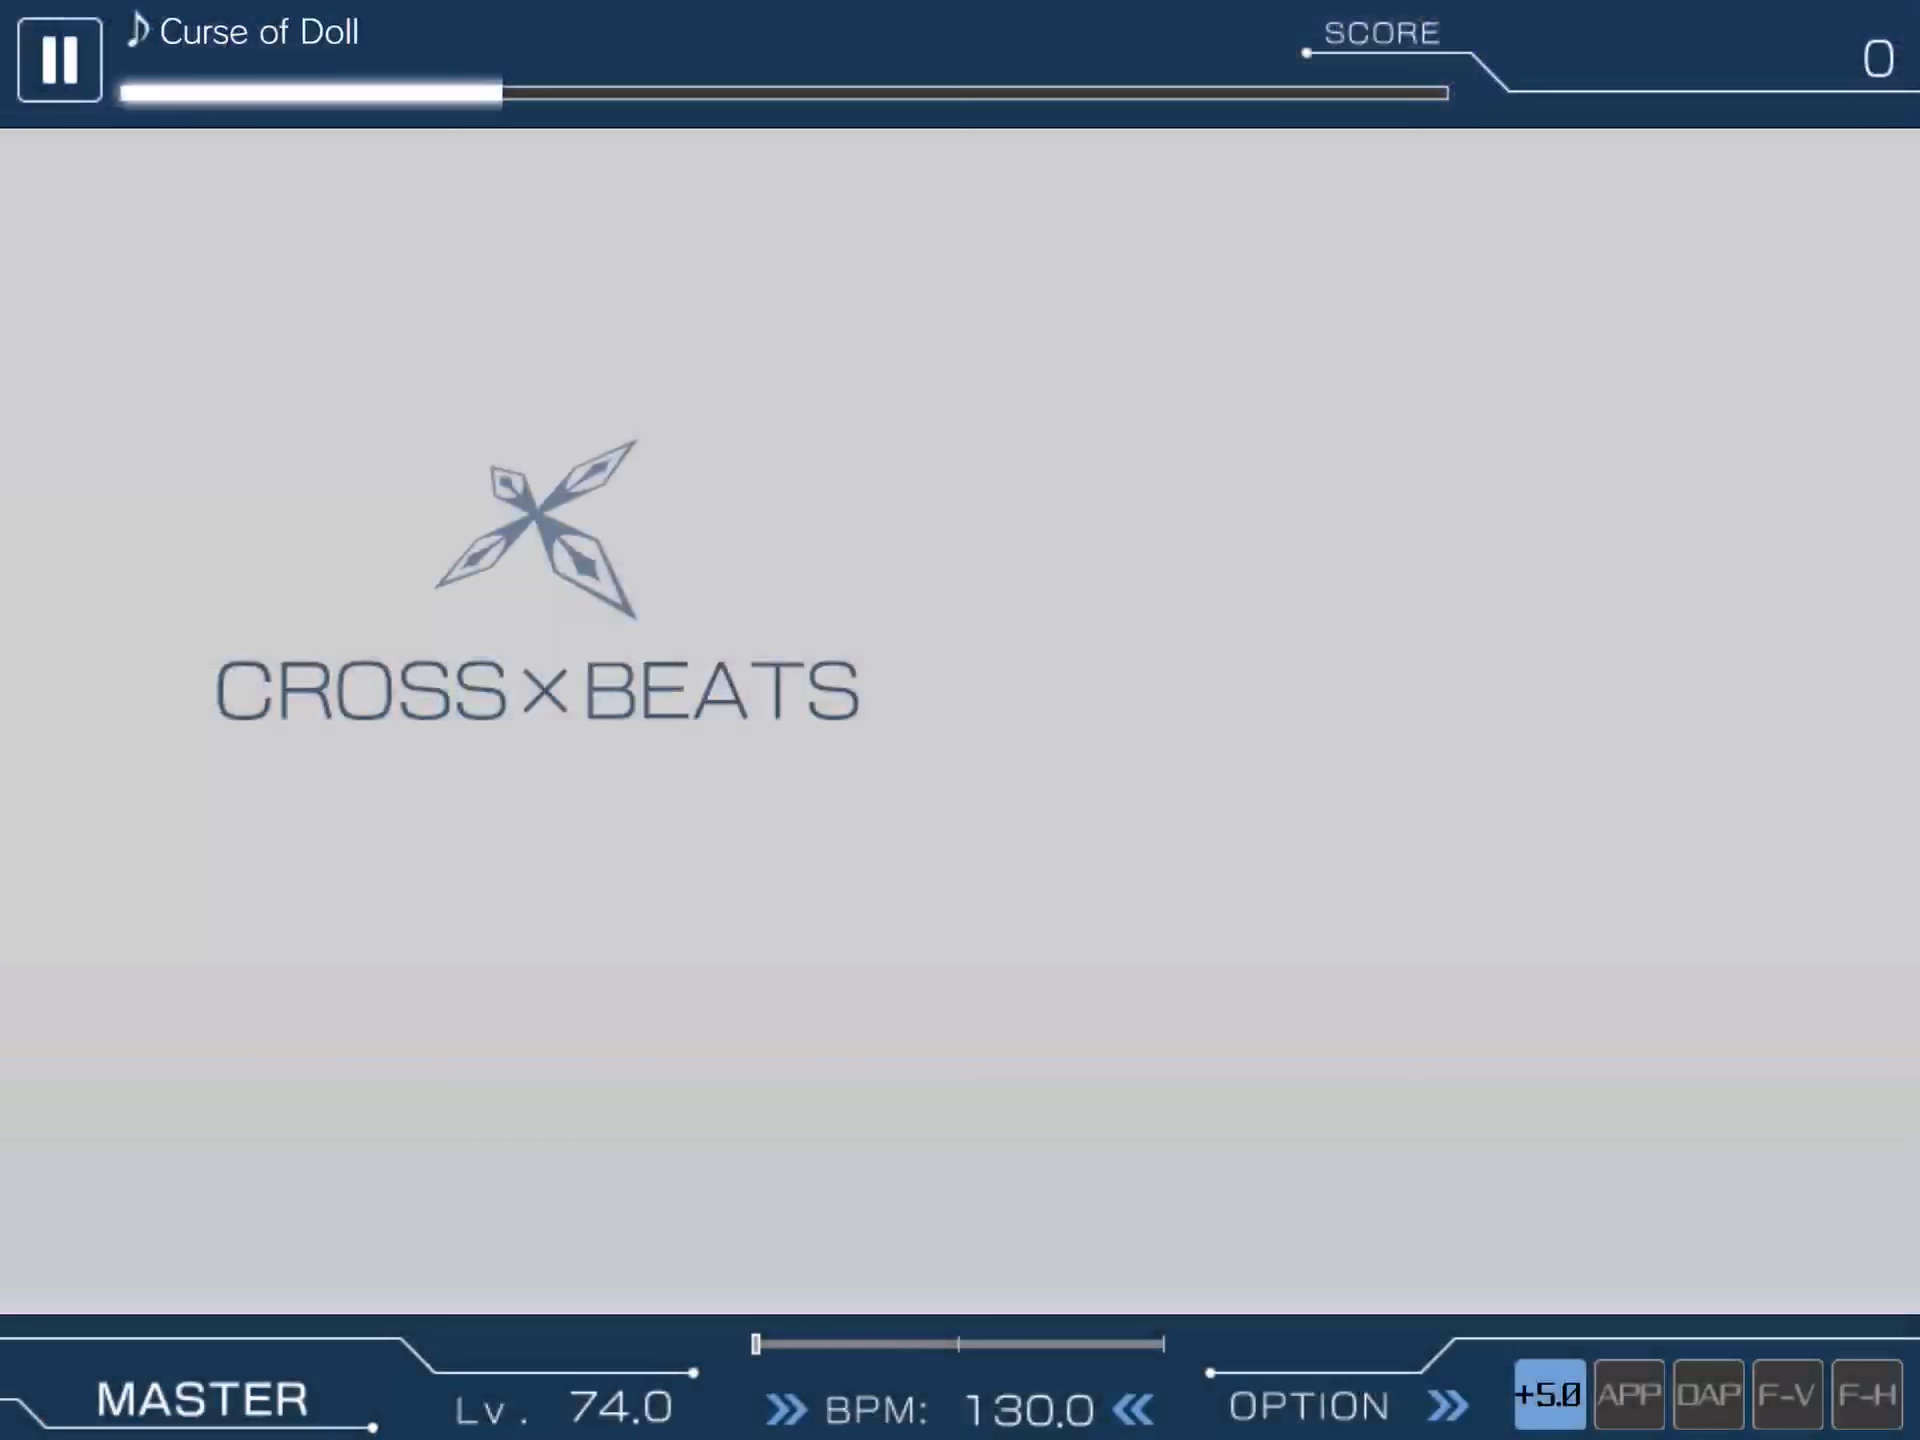 ♪ Curse of Doll
SCORE
0
CROSS×BEATS
MASTER
Lv. 74.0
BPM: 130.0
OPTION
+5.0 APP DAP F-V F-H